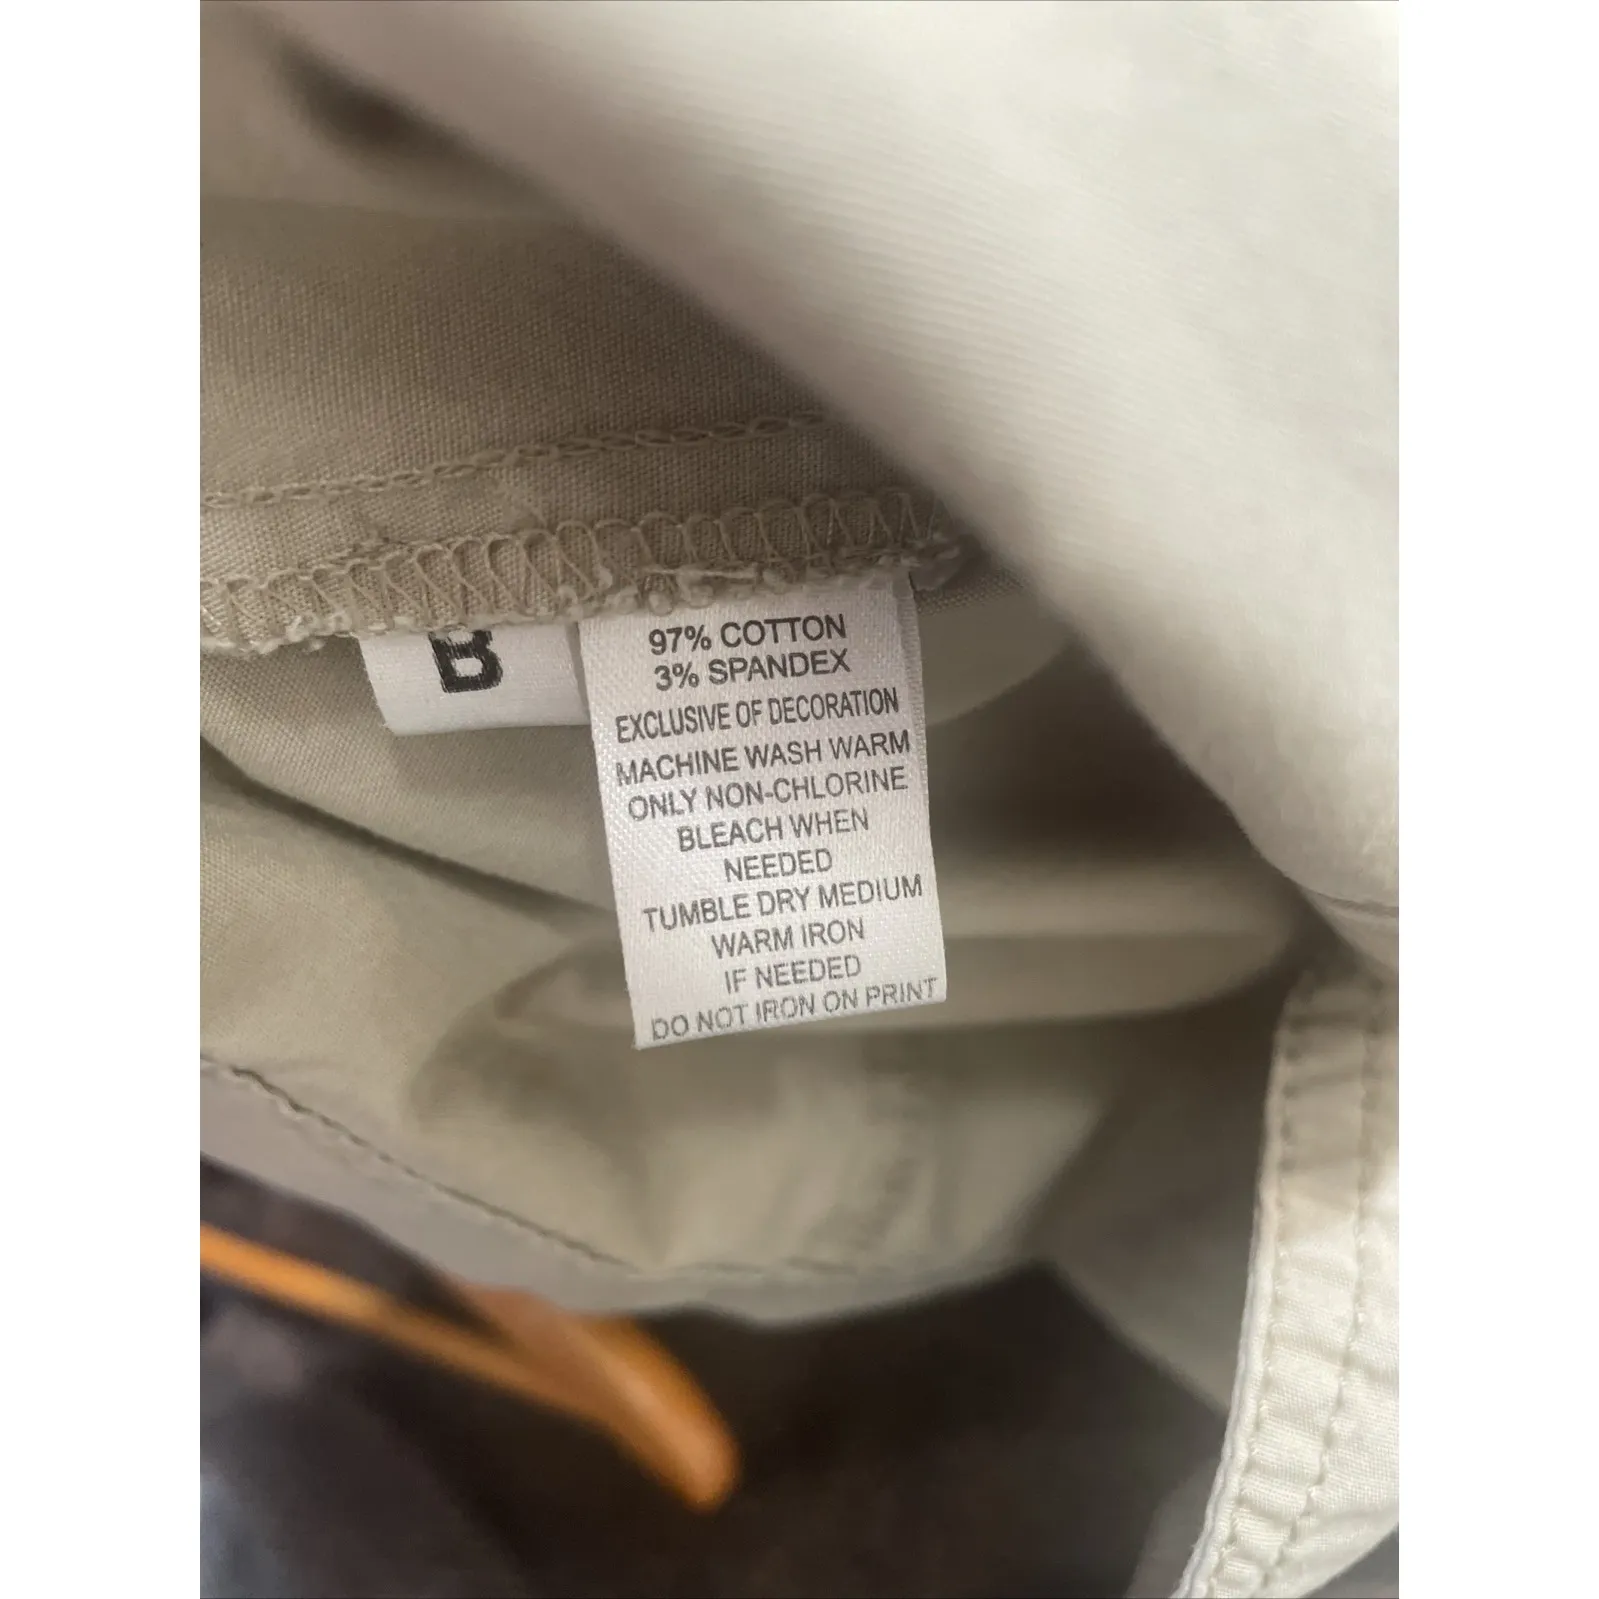 B
97% COTTON
3% SPANDEX
EXCLUSIVE OF DECORATION
MACHINE WASH WARM
ONLY NON-CHLORINE
BLEACH WHEN
NEEDED
TUMBLE DRY MEDIUM
WARM IRON
IF NEEDED
DO NOT IRON ON PRINT